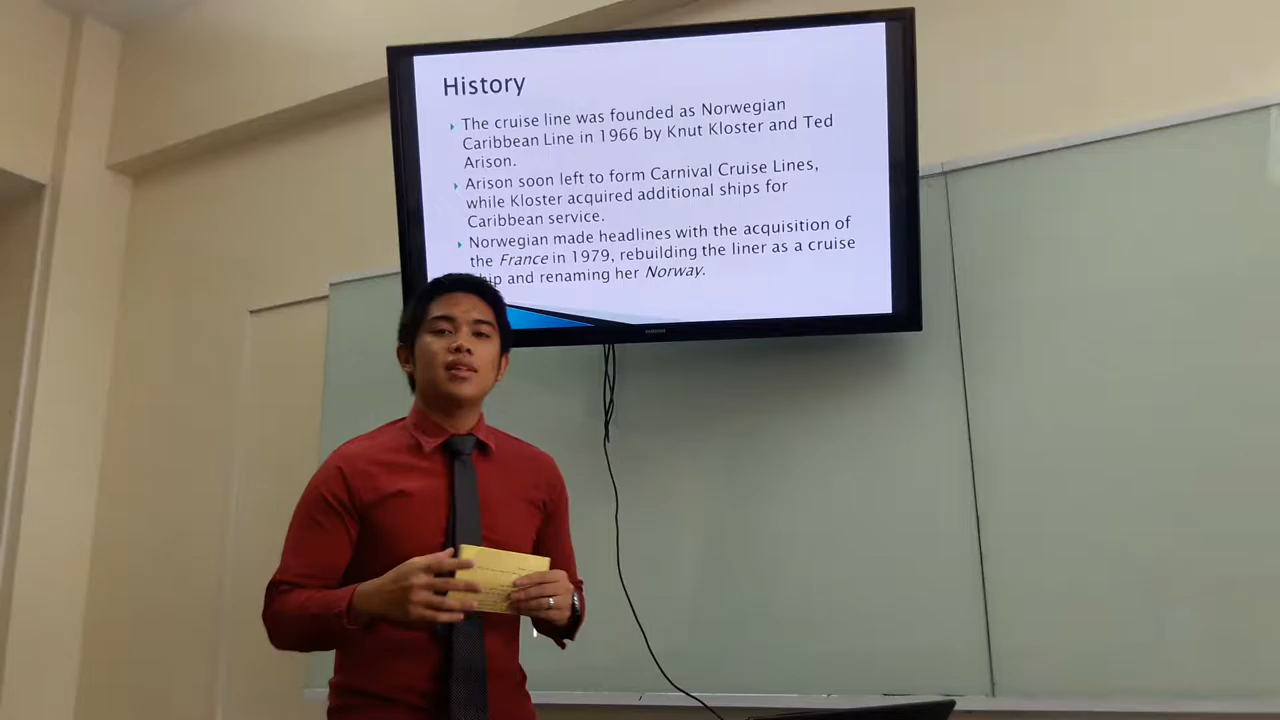 History
The cruise line was founded as Norwegian
Caribbean Line in 1966 by Knut Kloster and Ted
Arison.
Arison soon left to form Carnival Cruise Lines,
while Kloster acquired additional ships for
Caribbean service.
Norwegian made headlines with the acquisition of
the France in 1979, rebuilding the liner as a cruise
ip and renaming her Norway.
SAMSUNG